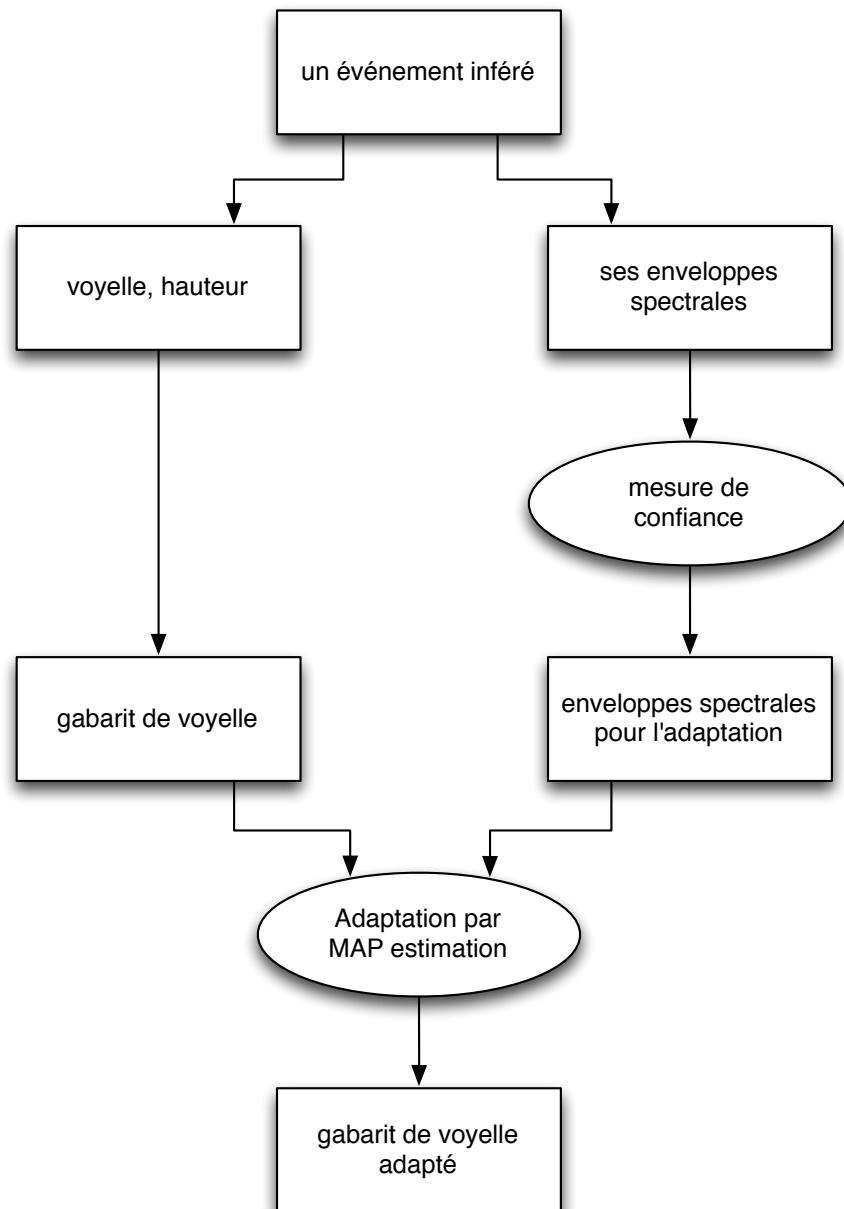 un événement inféré
voyelle, hauteur
ses enveloppes
spectrales
mesure de
confiance
gabarit de voyelle
enveloppes spectrales
pour l'adaptation
Adaptation par
MAP estimation
gabarit de voyelle
adapté